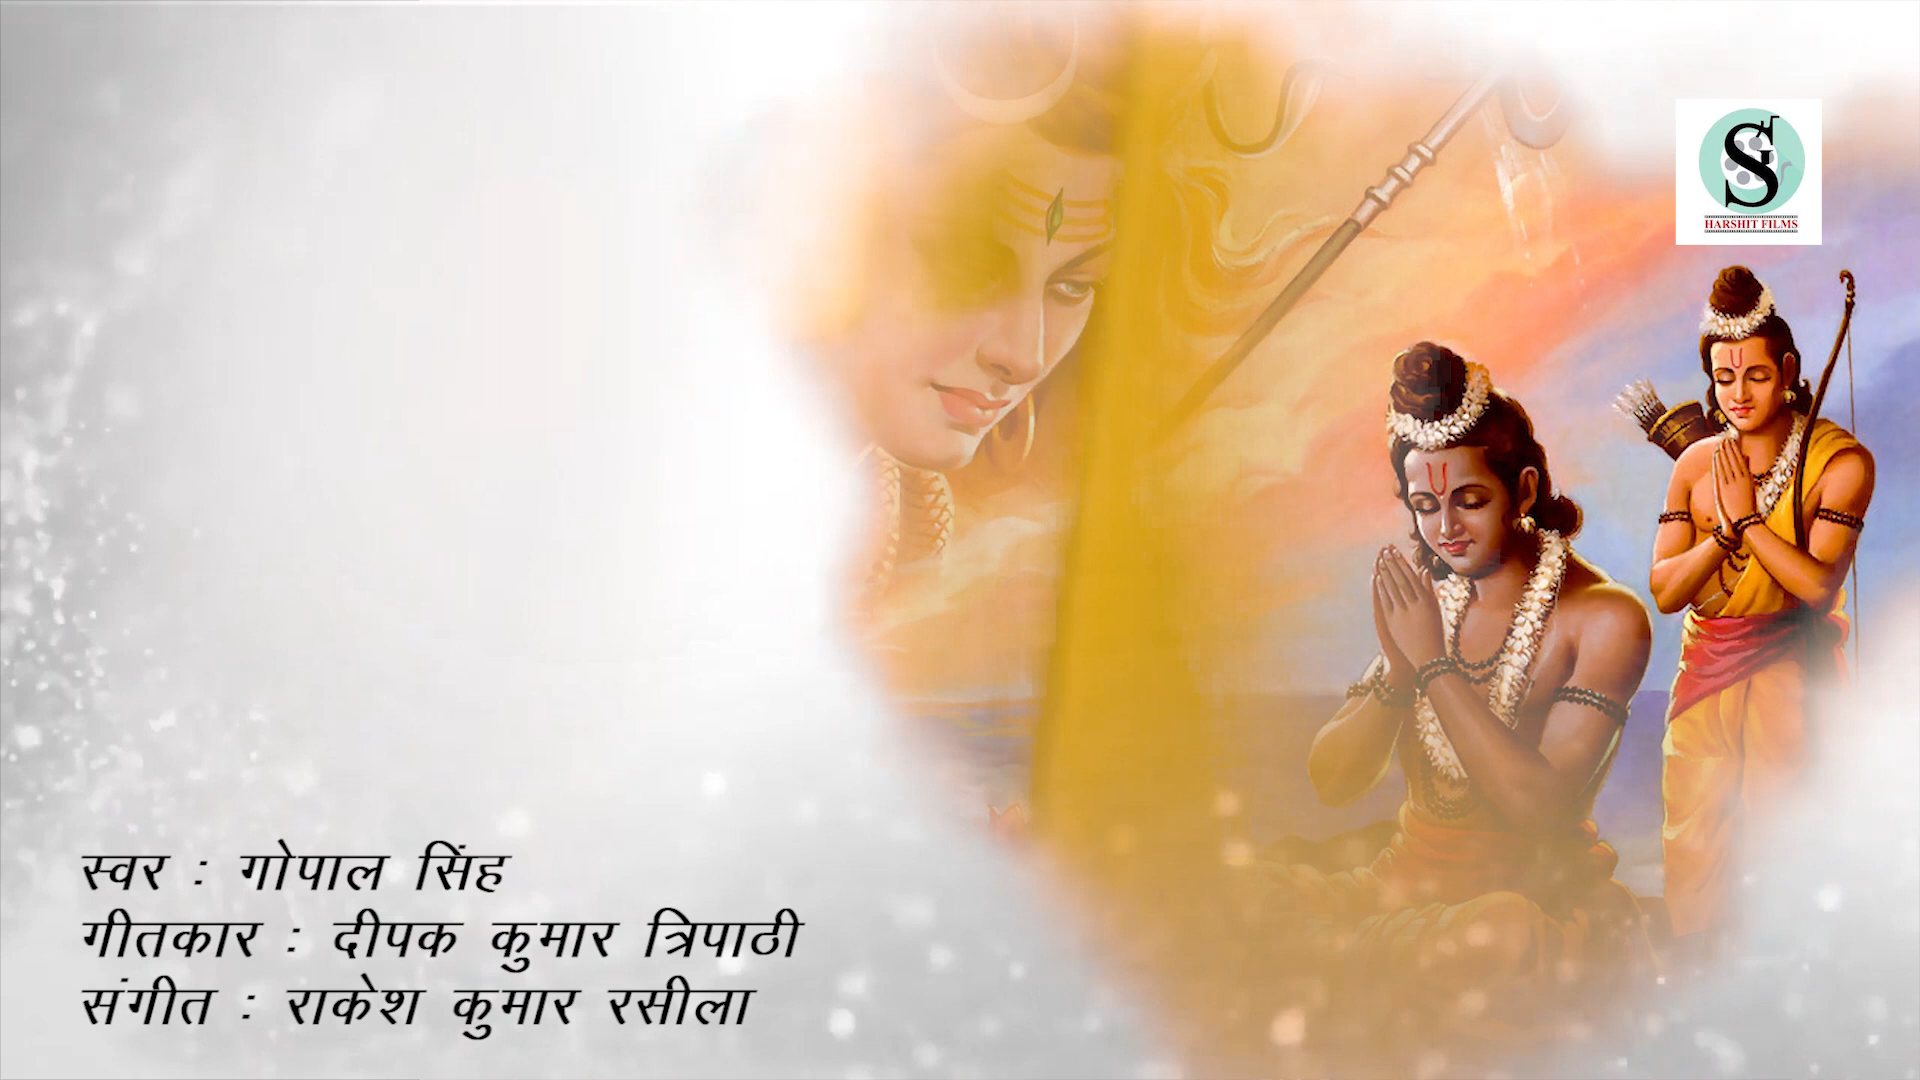 HARSHIT FILMS
स्वर : गोपाल सिंह
गीतकार : दीपक कुमार त्रिपाठी
संगीत : राकेश कुमार रसीला